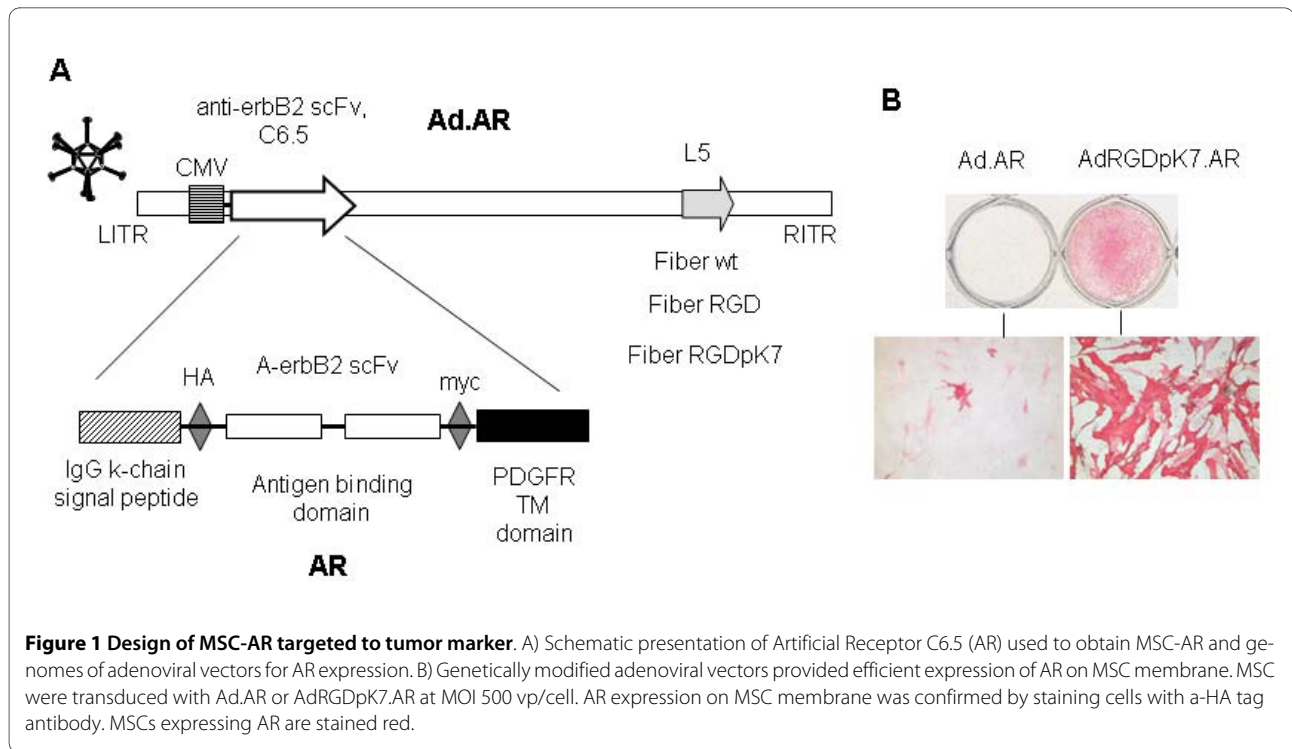 A
anti-erbB2 scFv,
C6.5
Ad.AR
CMV
L5
LITR
RITR
Fiber wt
Fiber RGD
Fiber RGDpK7
HA
A-erbB2 scFv
myc
IgG k-chain
signal peptide
Antigen binding
domain
PDGFR
TM
domain
AR
B
Ad.AR
AdRGDpK7.AR
Figure 1 Design of MSC-AR targeted to tumor marker. A) Schematic presentation of Artificial Receptor C6.5 (AR) used to obtain MSC-AR and ge-
nomes of adenoviral vectors for AR expression. B) Genetically modified adenoviral vectors provided efficient expression of AR on MSC membrane. MSC
were transduced with Ad.AR or AdRGDpK7.AR at MOI 500 vp/cell. AR expression on MSC membrane was confirmed by staining cells with a-HA tag
antibody. MSCs expressing AR are stained red.